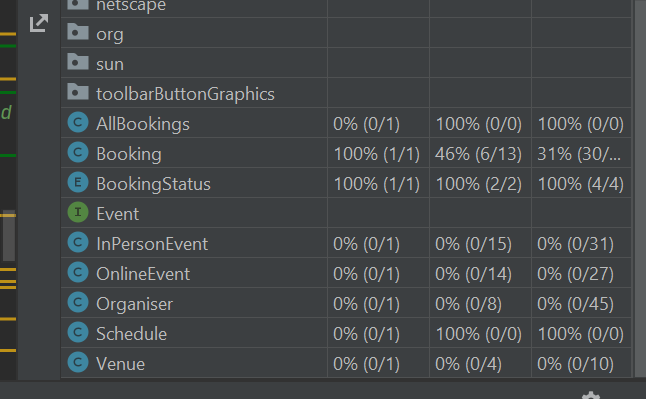 netscape
org
sun
d
toolbarButtonGraphics
AllBookings 0% (0/1) 100% (0/0) 100% (0/0)
C Booking 100% (1/1) 46% (6/13) 31% (30/...
E BookingStatus 100% (1/1) 100% (2/2) 100% (4/4)
I Event
C InPersonEvent 0% (0/1) 0% (0/15) 0% (0/31)
C OnlineEvent 0% (0/1) 0% (0/14) 0% (0/27)
C Organiser 0% (0/1) 0% (0/8) 0% (0/45)
C Schedule 0% (0/1) 100% (0/0) 100% (0/0)
C Venue 0% (0/1) 0% (0/4) 0% (0/10)